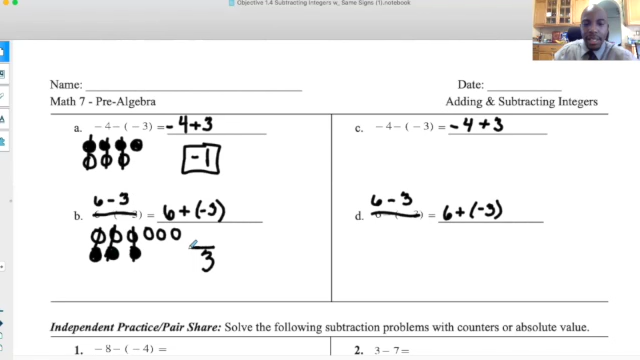 Objective 1.4 Subtracting Integers w_ Same Signs (1).notebook
Name: Date:
Math 7 - Pre-Algebra Adding & Subtracting Integers
a. -4-(-3) = -4+3
-1
c. -4-(-3) = -4+3
6-3
b. = 6+(-3)
3
6-3
d. = 6+(-3)
Independent Practice/Pair Share: Solve the following subtraction problems with counters or absolute value.
1. -8-(-4) = 2. 3-7=